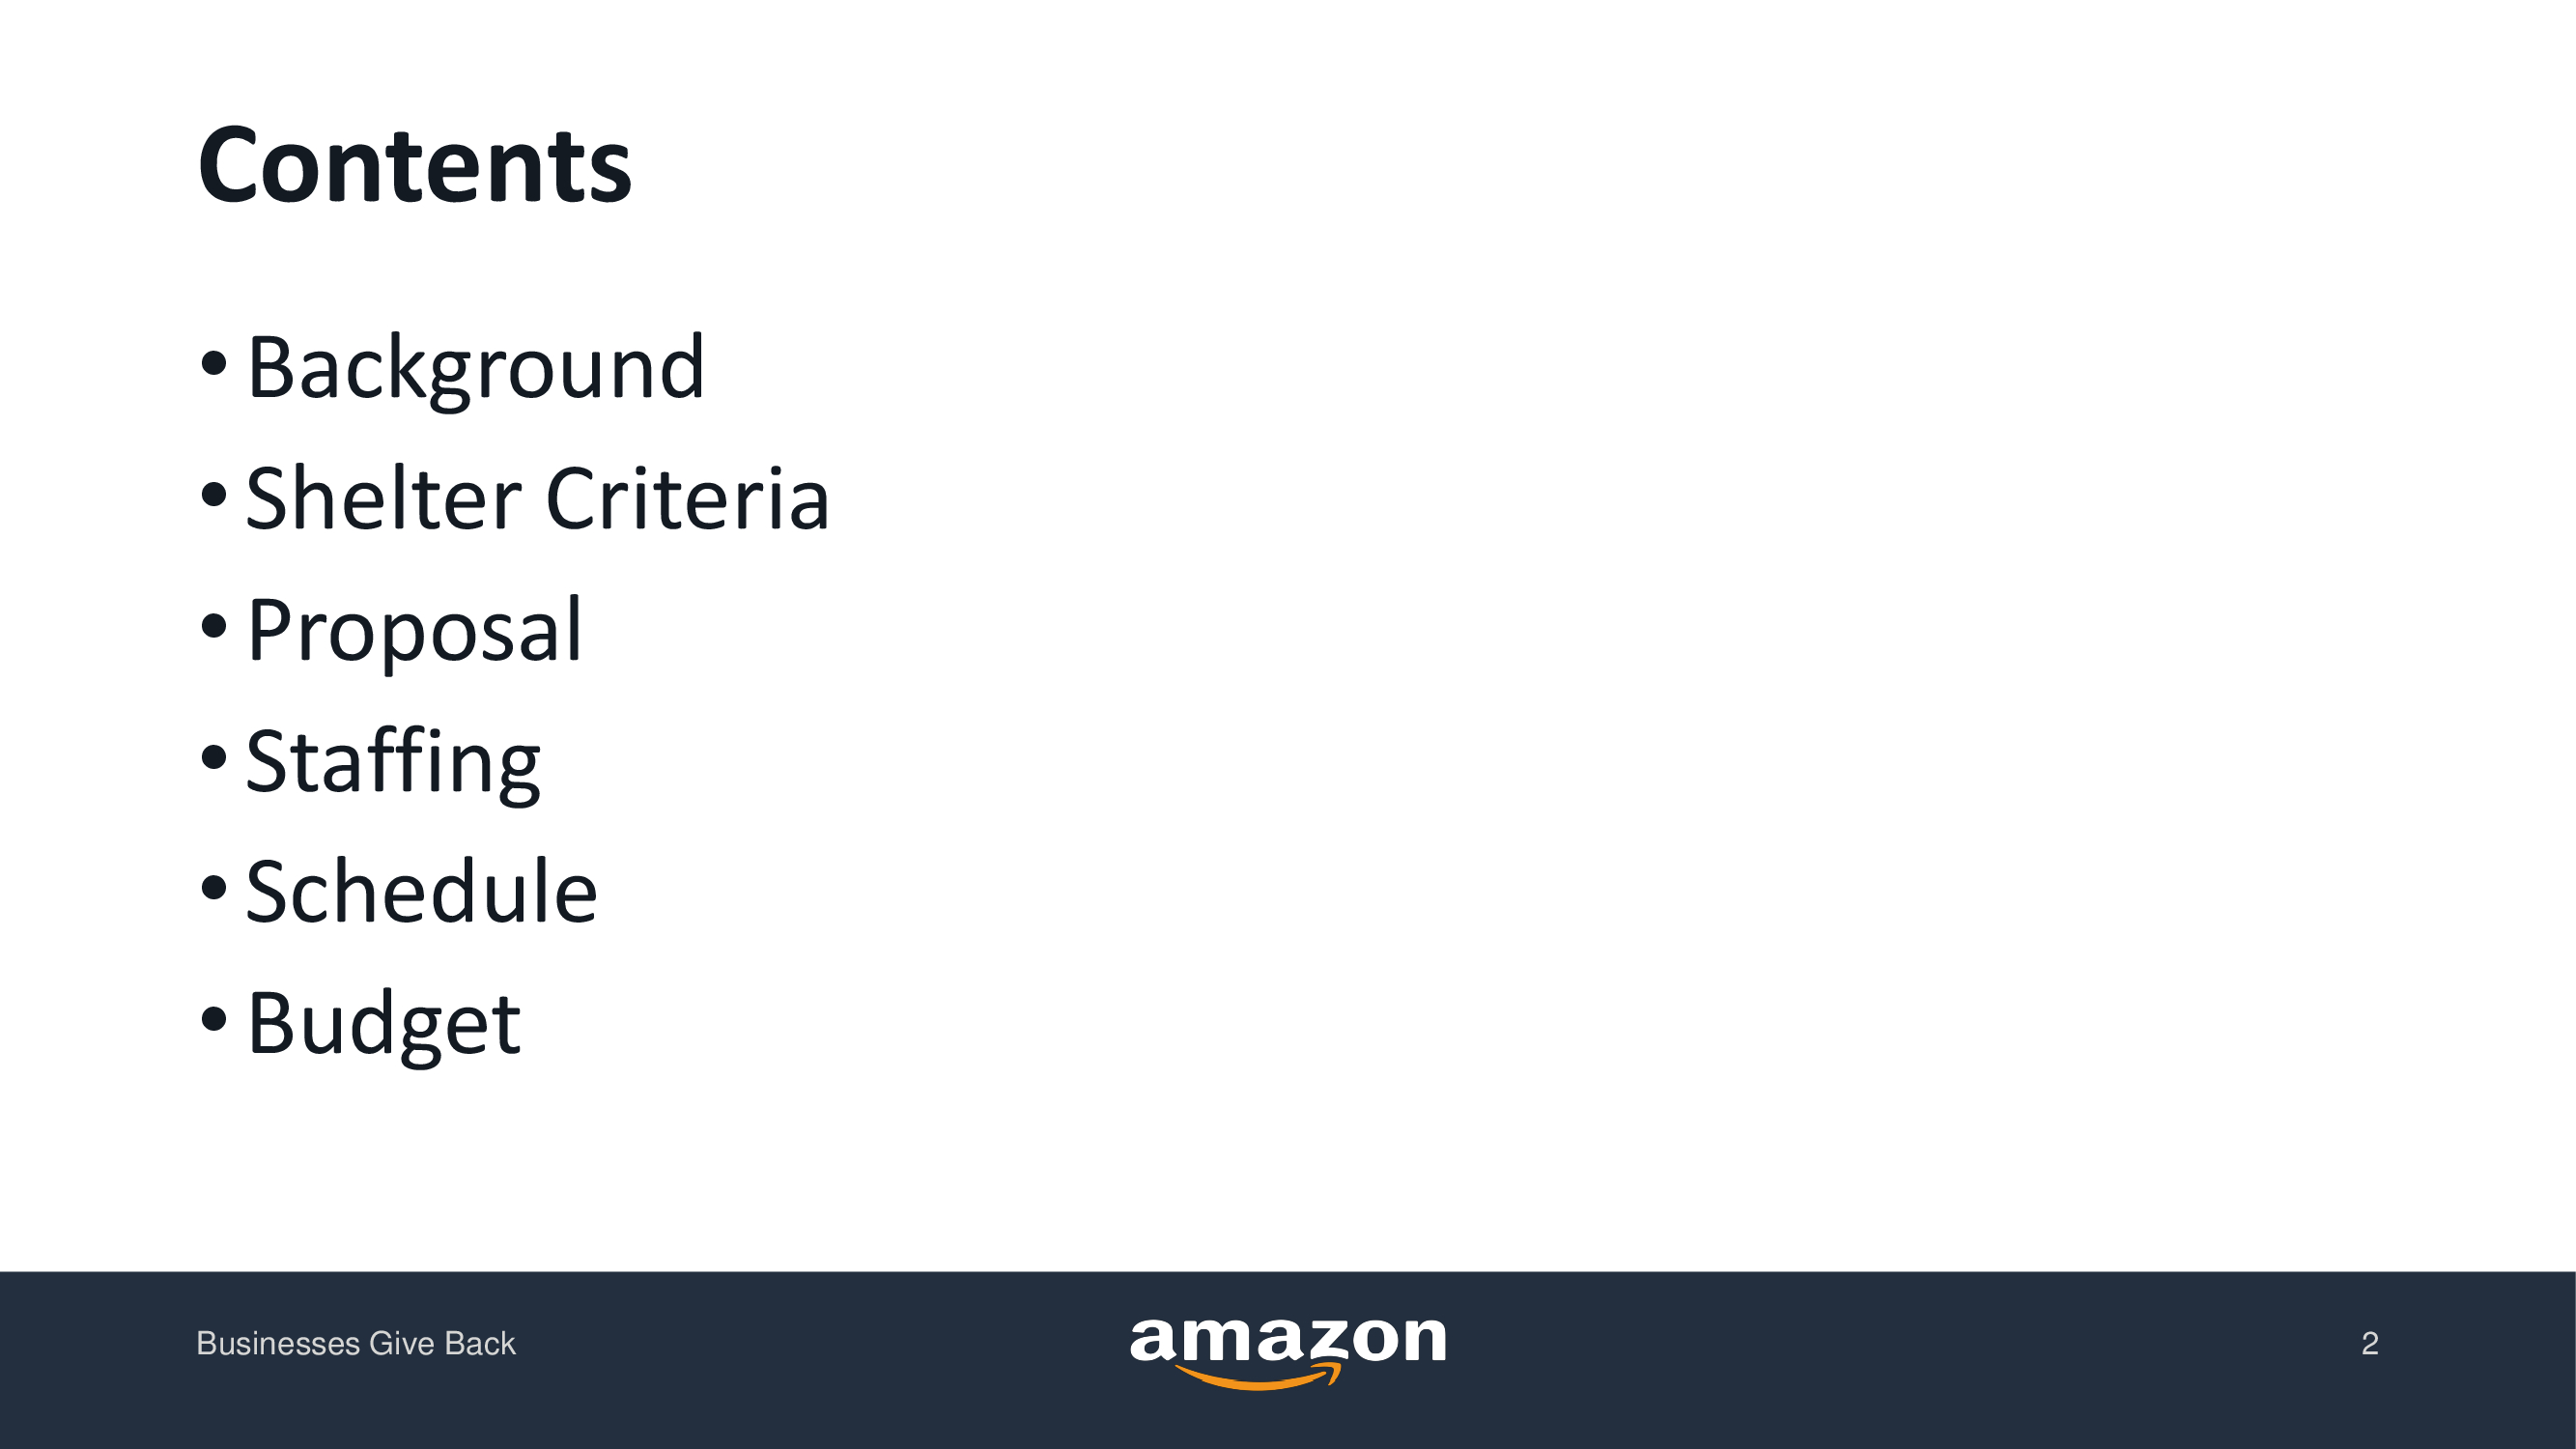 Contents
• Background
• Shelter Criteria
• Proposal
• Staffing
• Schedule
• Budget
Businesses Give Back
amazon
2